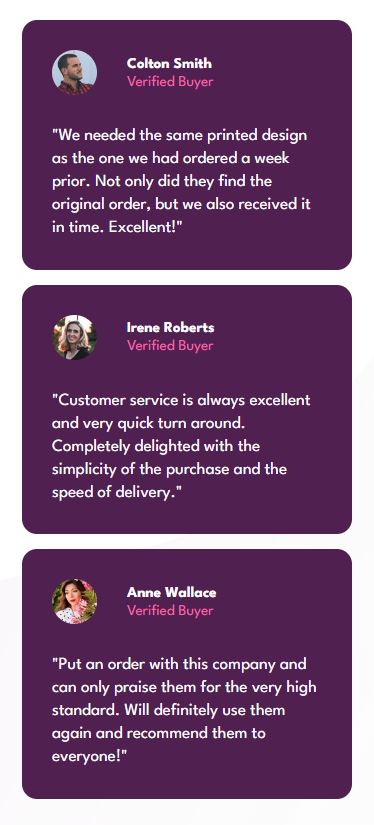 Colton Smith
Verified Buyer
"We needed the same printed design
as the one we had ordered a week
prior. Not only did they find the
original order, but we also received it
in time. Excellent!"
Irene Roberts
Verified Buyer
"Customer service is always excellent
and very quick turn around.
Completely delighted with the
simplicity of the purchase and the
speed of delivery."
Anne Wallace
Verified Buyer
"Put an order with this company and
can only praise them for the very high
standard. Will definitely use them
again and recommend them to
everyone!"